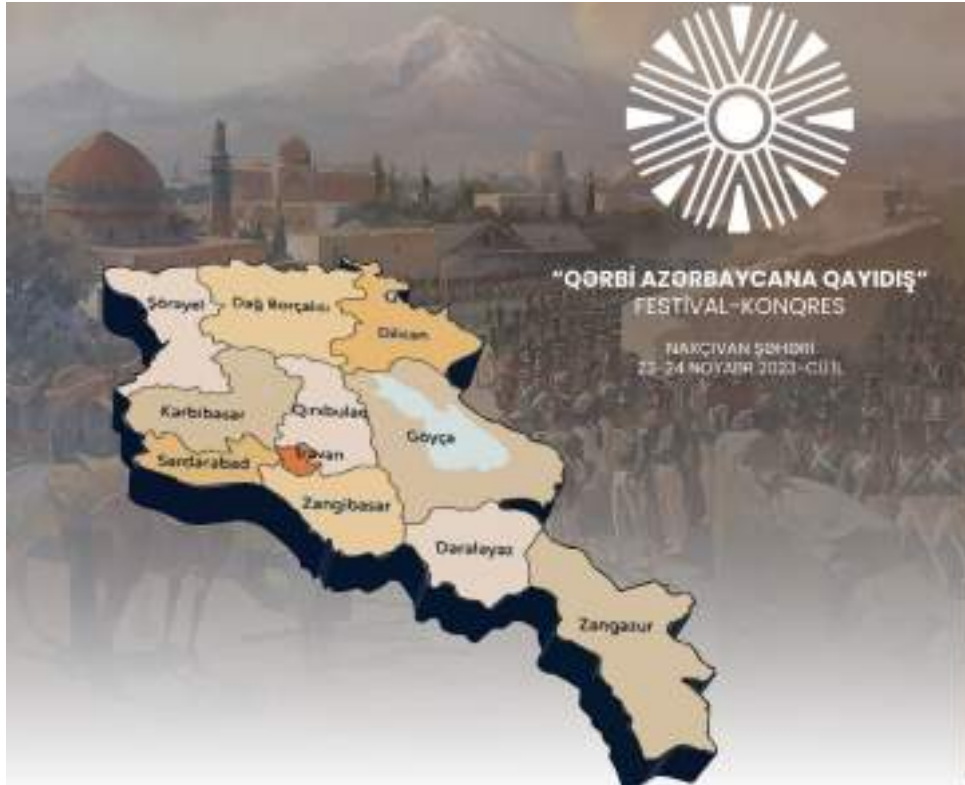 "QƏRBİ AZƏRBAYCANA QAYIDIŞ"
FESTİVAL-KONQRES
NAXÇIVAN ŞƏHƏRİ
23-24 NOYABR 2023-CÜ İL
Şörəyel
Dağ Borçalısı
Dilican
Karbibasar
Qırxbulaq
Göyçə
Sərdarabad
İrəvan
Zəngibasar
Dərələyəz
Zəngəzur